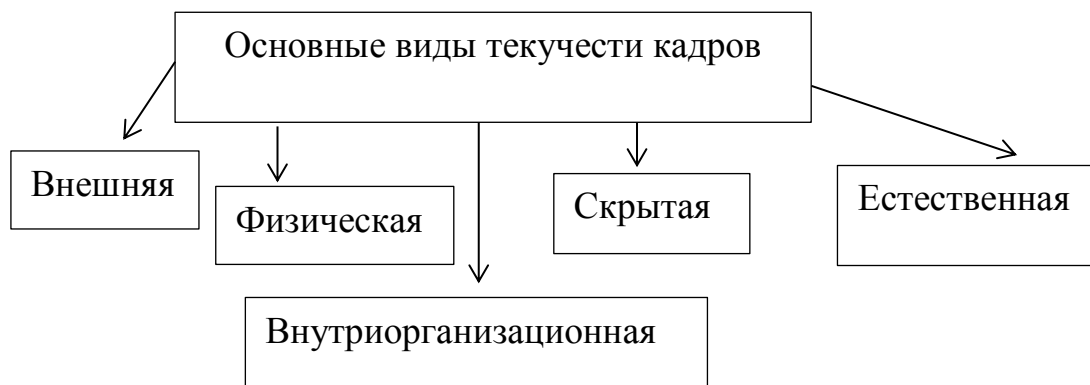 Основные виды текучести кадров
Внешняя
Физическая
Скрытая
Естественная
Внутриорганизационная